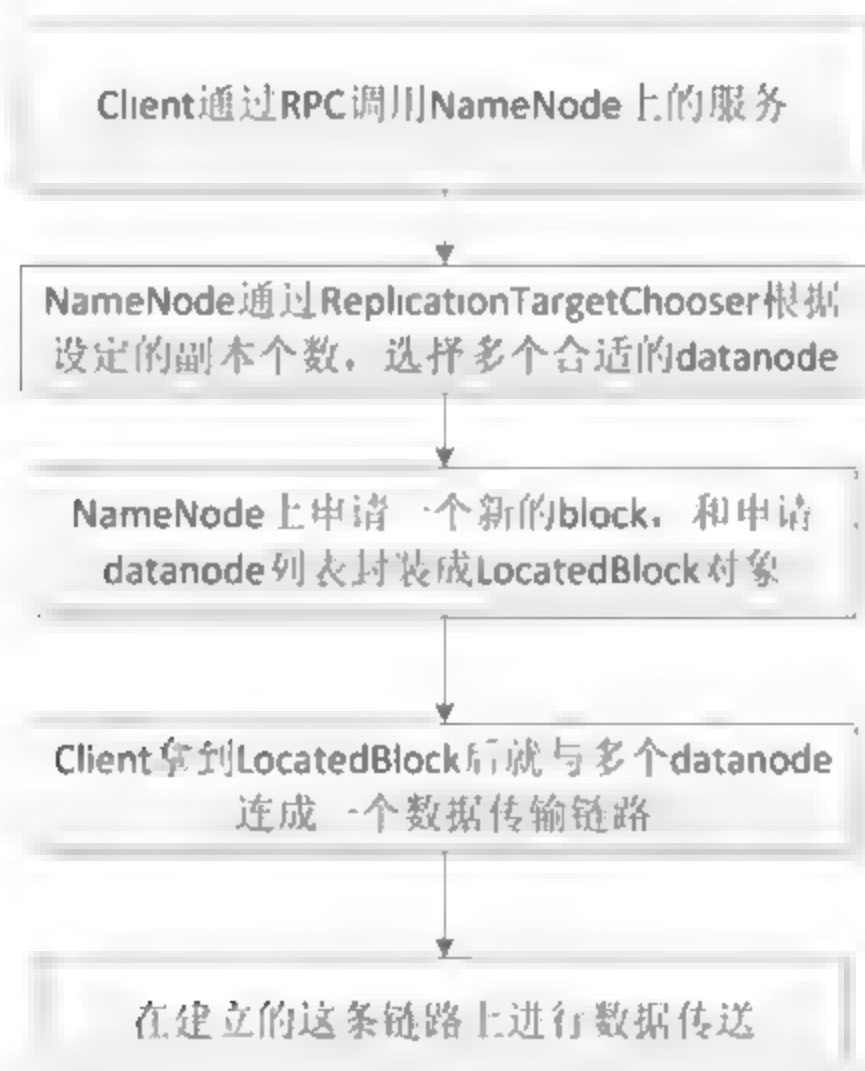 Client通过RPC调用NameNode上的服务
NameNode通过ReplicationTargetChooser根据
设定的副本个数，选择多个合适的datanode
NameNode上申请一个新的block，和申请
datanode列表封装成LocatedBlock对象
Client拿到LocatedBlock后就与多个datanode
连成一个数据传输链路
在建立的这条链路上进行数据传送